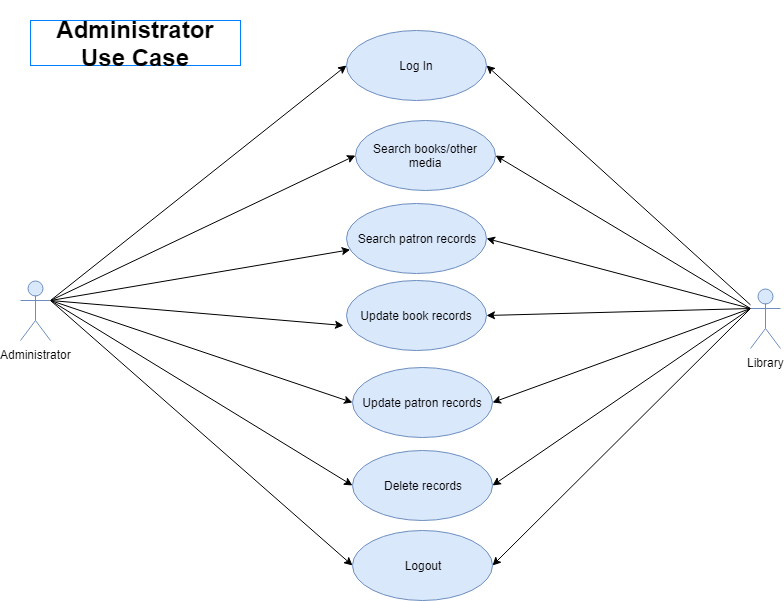 Administrator
Use Case
Log In
Search books/other
media
Search patron records
Update book records
Administrator
Library
Update patron records
Delete records
Logout